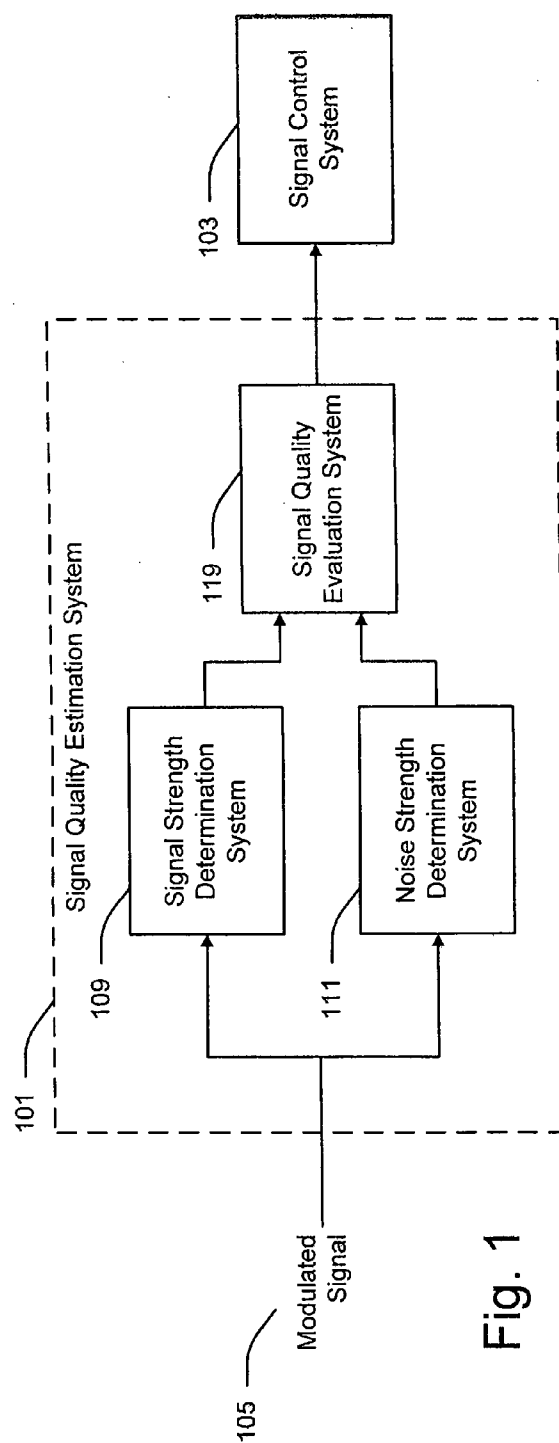 101
Signal Quality Estimation System
105
Modulated
Signal
109
Signal Strength
Determination
System
111
Noise Strength
Determination
System
119
Signal Quality
Evaluation System
103
Signal Control
System
Fig. 1